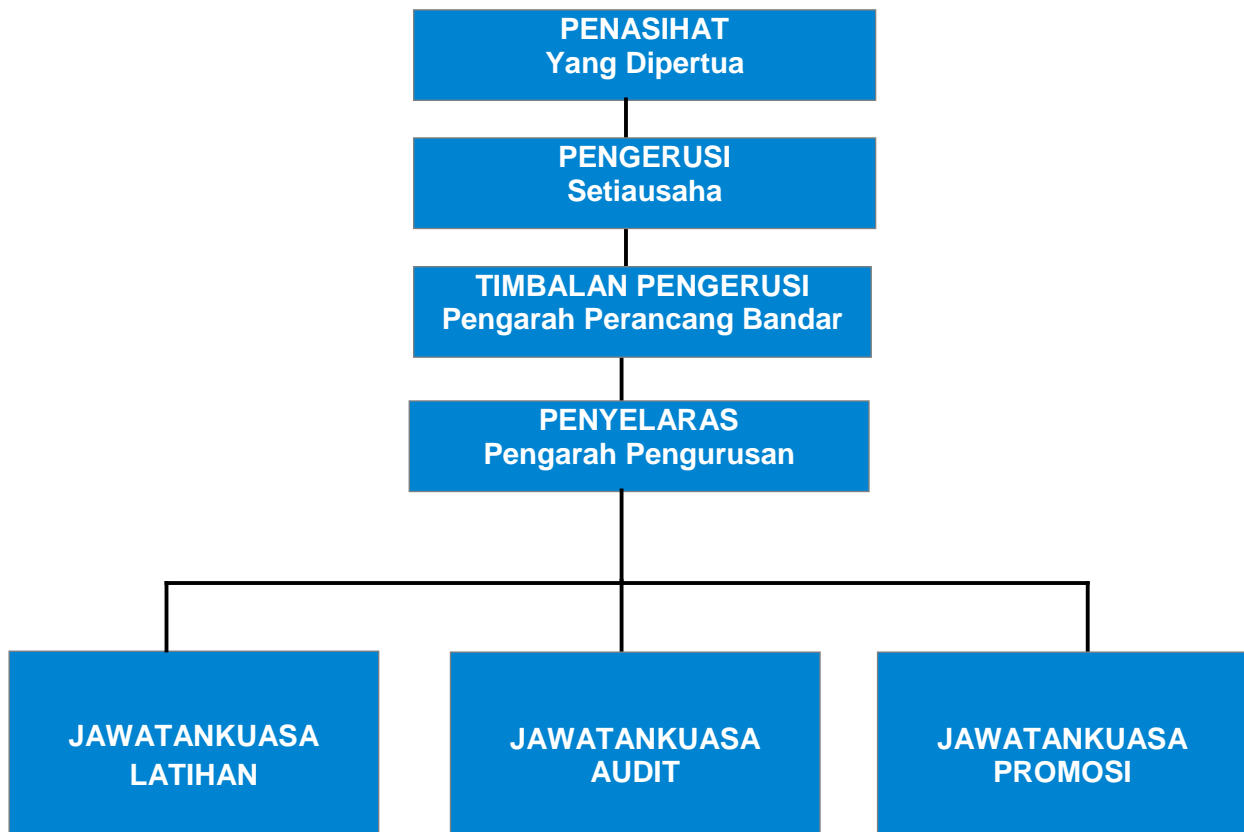 PENASIHAT
Yang Dipertua
PENGERUSI
Setiausaha
TIMBALAN PENGERUSI
Pengarah Perancang Bandar
PENYELARAS
Pengarah Pengurusan
JAWATANKUASA
LATIHAN
JAWATANKUASA
AUDIT
JAWATANKUASA
PROMOSI